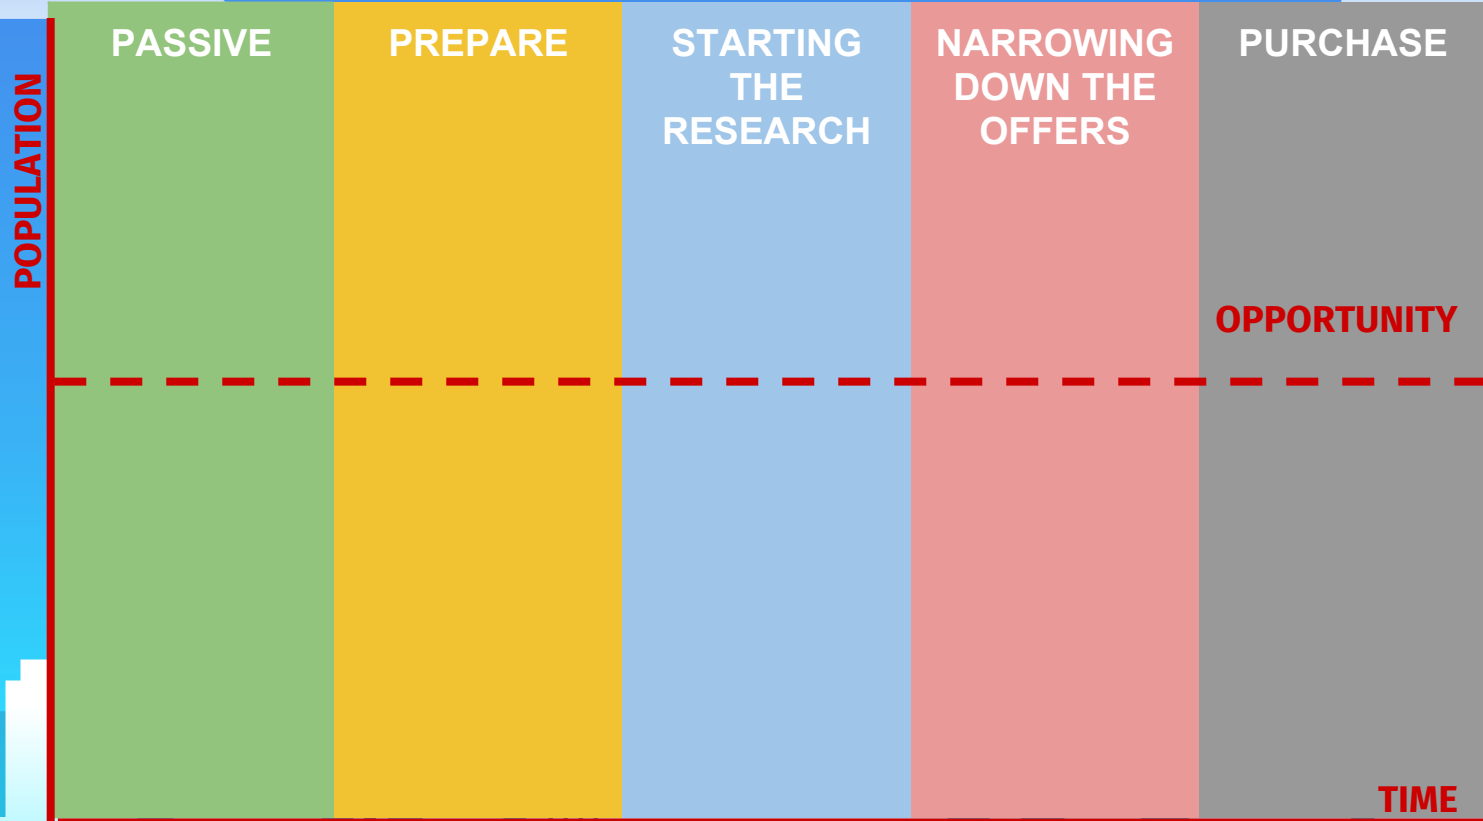 PASSIVE
PREPARE
STARTING
THE
RESEARCH
NARROWING
DOWN THE
OFFERS
PURCHASE
POPULATION
OPPORTUNITY
TIME